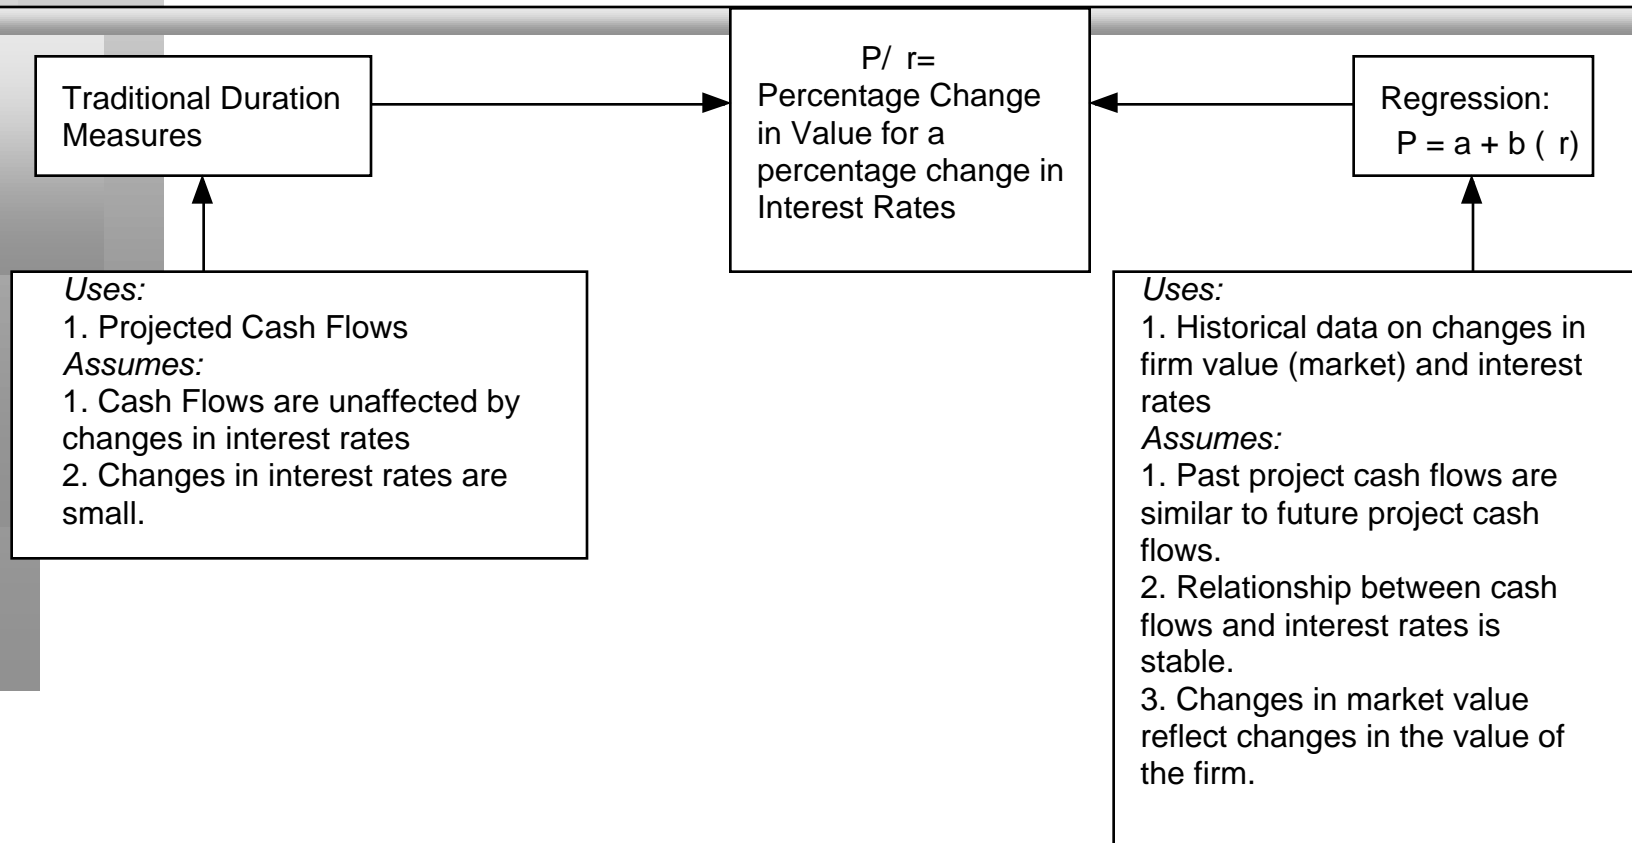 Traditional Duration
Measures
P/ r=
Percentage Change
in Value for a
percentage change in
Interest Rates
Regression:
P = a + b ( r)
Uses:
1. Projected Cash Flows
Assumes:
1. Cash Flows are unaffected by
changes in interest rates
2. Changes in interest rates are
small.
Uses:
1. Historical data on changes in
firm value (market) and interest
rates
Assumes:
1. Past project cash flows are
similar to future project cash
flows.
2. Relationship between cash
flows and interest rates is
stable.
3. Changes in market value
reflect changes in the value of
the firm.